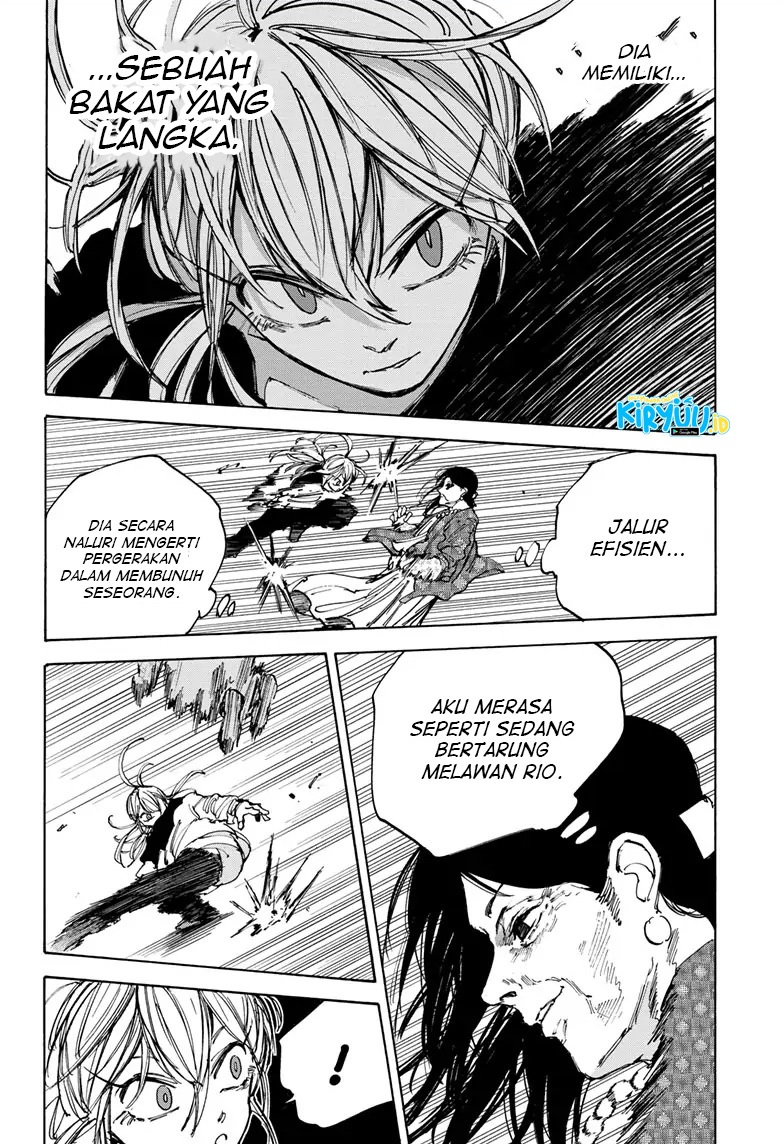 DIA
MEMILIKI...
...SEBUAH
BAKAT YANG
LANGKA.
KIRYUU.ID
JALUR
EFISIEN...
DIA SECARA
NALURI MENGERTI
PERGERAKAN
DALAM MEMBUNUH
SESEORANG.
AKU MERASA
SEPERTI SEDANG
BERTARUNG
MELAWAN RIO.
!